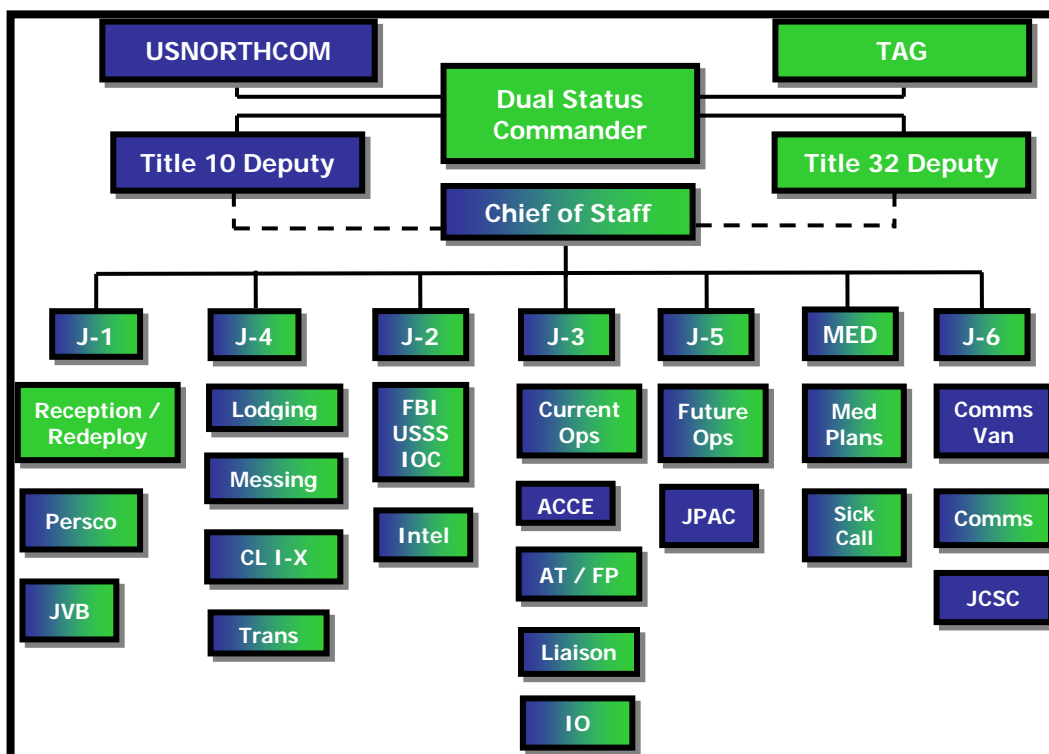 USNORTHCOM
TAG
Dual Status
Commander
Title 10 Deputy
Title 32 Deputy
Chief of Staff
J-1
J-4
J-2
J-3
J-5
MED
J-6
Reception /
Redeploy
Persco
JVB
Lodging
Messing
CL I-X
Trans
FBI
USSS
IOC
Intel
Current
Ops
ACCE
AT / FP
Liaison
IO
Future
Ops
JPAC
Med
Plans
Sick
Call
Comms
Van
Comms
JCSC